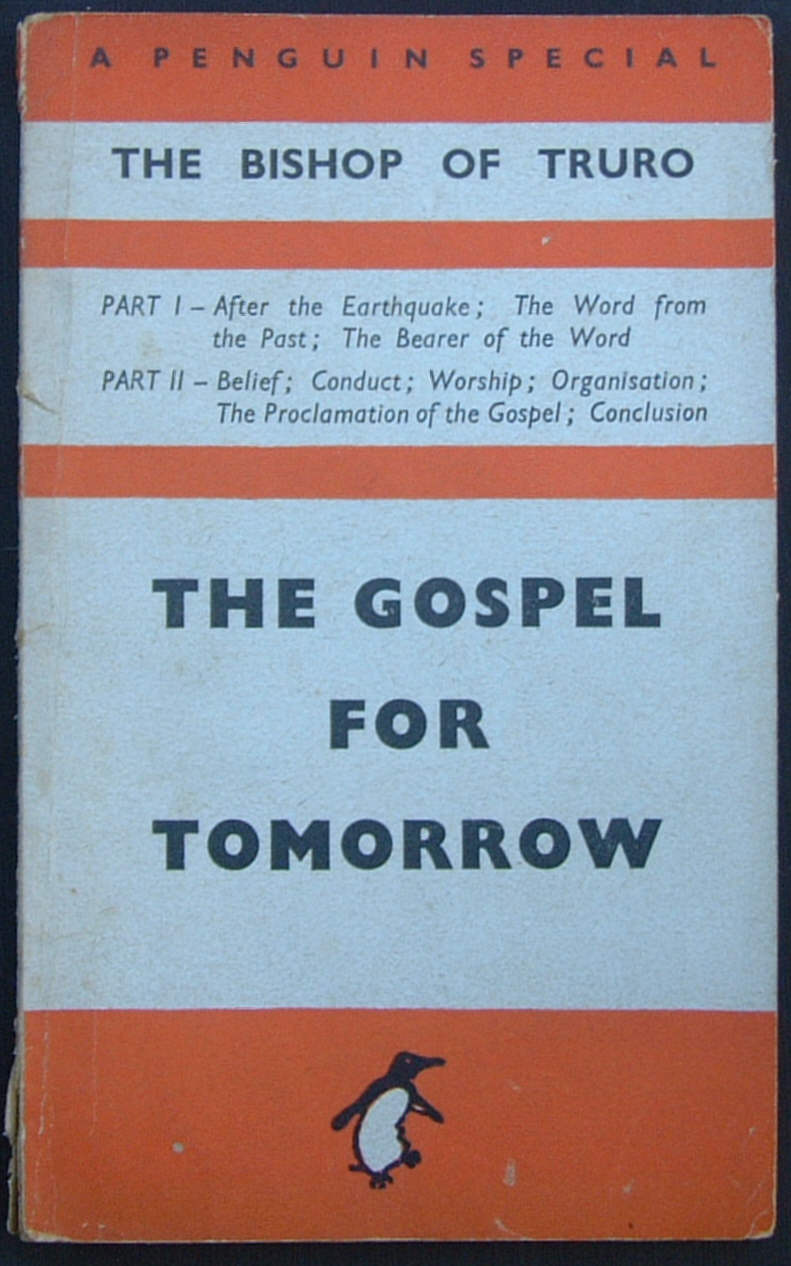 A PENGUIN SPECIAL
THE BISHOP OF TRURO
PART I – After the Earthquake; The Word from
the Past; The Bearer of the Word
PART II – Belief; Conduct; Worship; Organisation;
The Proclamation of the Gospel; Conclusion
THE GOSPEL
FOR
TOMORROW